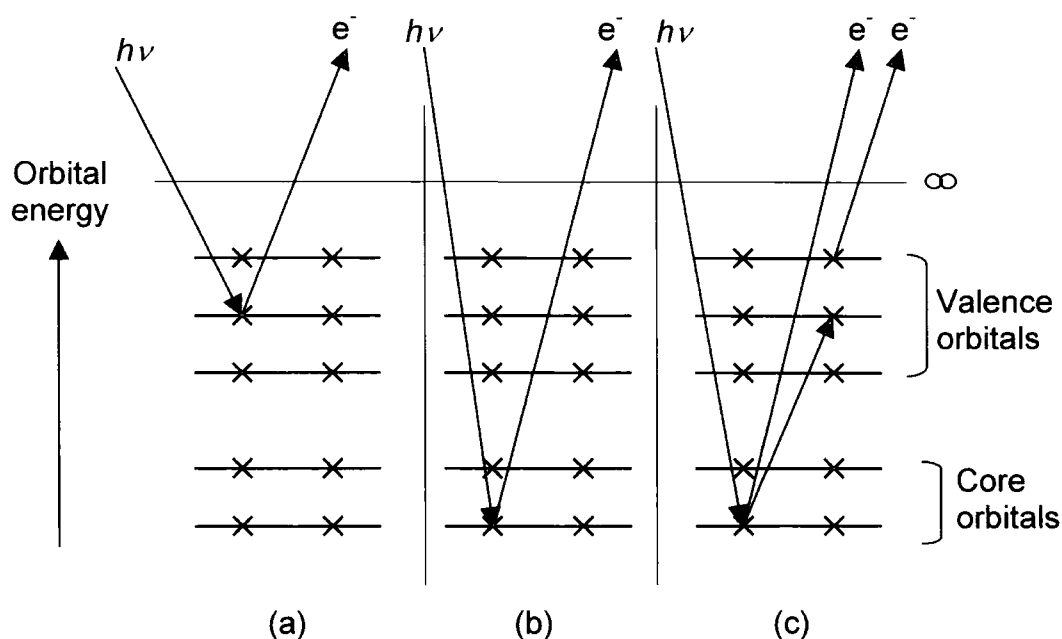 hν e⁻ hν e⁻ hν e⁻ e⁻
Orbital
energy
∞
Valence
orbitals
Core
orbitals
(a) (b) (c)